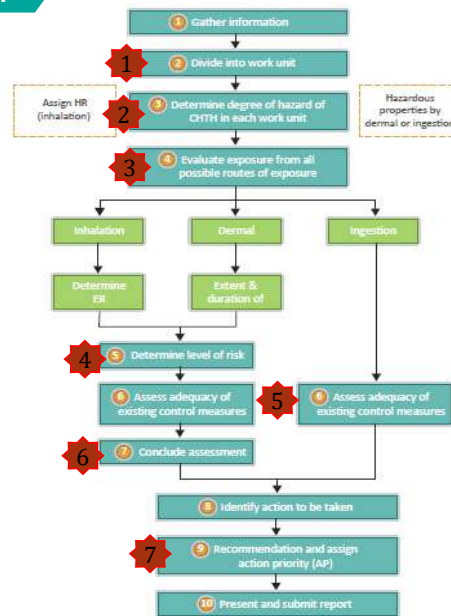 1 Gather information
1
2 Divide into work unit
Assign HR
(inhalation)
2
3 Determine degree of hazard of
CHTH in each work unit
Hazardous
properties by
dermal or ingestion
3
4 Evaluate exposure from all
possible routes of exposure
Inhalation
Dermal
Ingestion
Determine
ER
Extent &
duration of
4
5 Determine level of risk
6 Assess adequacy of
existing control measures
5
6 Assess adequacy of
existing control measures
6
7 Conclude assessment
8 Identify action to be taken
7
9 Recommendation and assign
action priority (AP)
10 Present and submit report